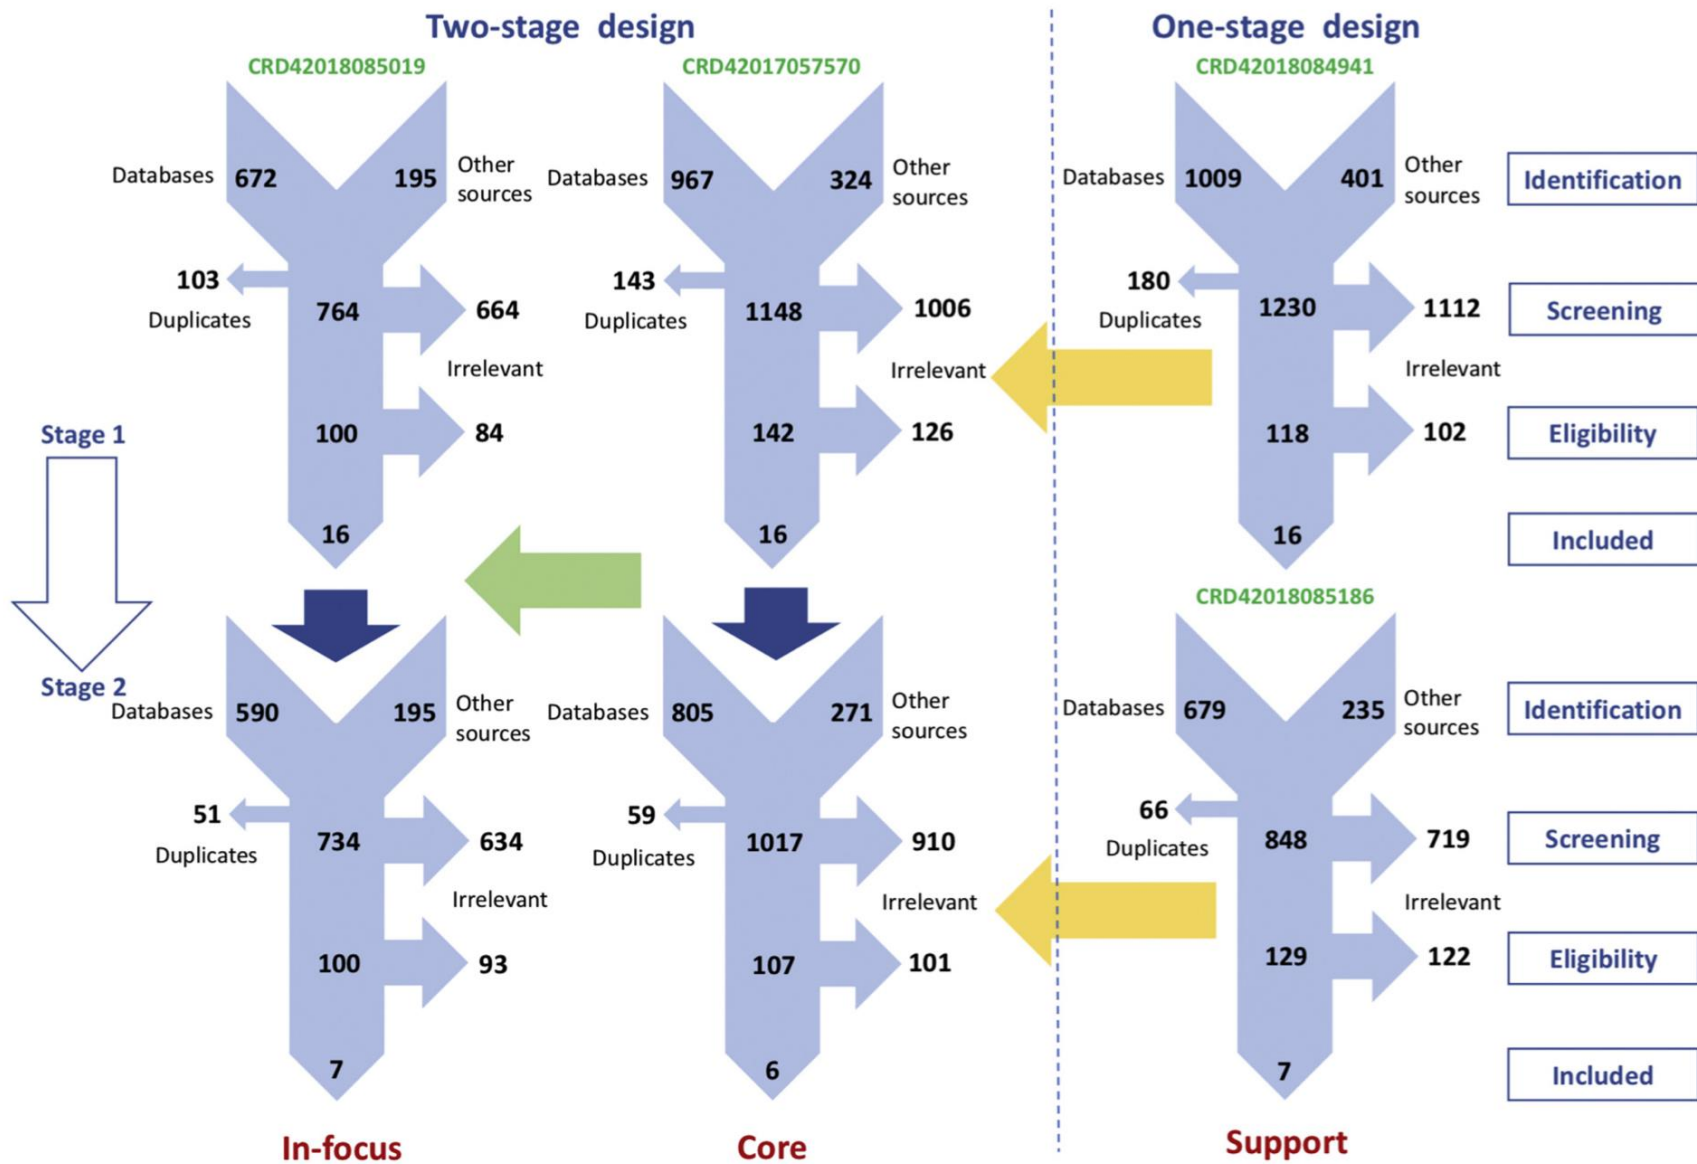 Two-stage design
One-stage design
CRD42018085019
CRD42017057570
CRD42018084941
Databases 672 195 Other sources
Databases 967 324 Other sources
Databases 1009 401 Other sources
Identification
103
Duplicates
764
664
143
Duplicates
1148
1006
180
Duplicates
1230
1112
Screening
Irrelevant
Irrelevant
Irrelevant
Stage 1
100
84
142
126
118
102
Eligibility
16
16
16
Included
CRD42018085186
Stage 2
Databases 590 195 Other sources
Databases 805 271 Other sources
Databases 679 235 Other sources
Identification
51
Duplicates
734
634
59
Duplicates
1017
910
66
Duplicates
848
719
Screening
Irrelevant
Irrelevant
Irrelevant
100
93
107
101
129
122
Eligibility
7
6
7
Included
In-focus
Core
Support